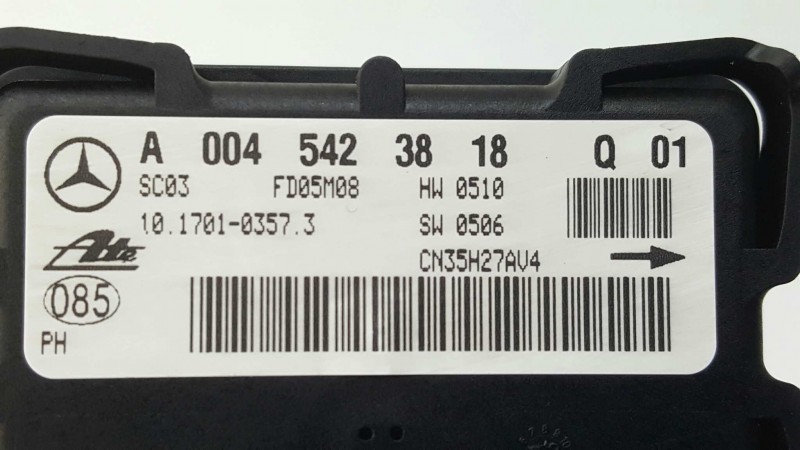 A 004 542 38 18 Q 01
SC03 FD05M08 HW 0510
10.1701-0357.3 SW 0506
Ate CN35H27AV4
085
PH